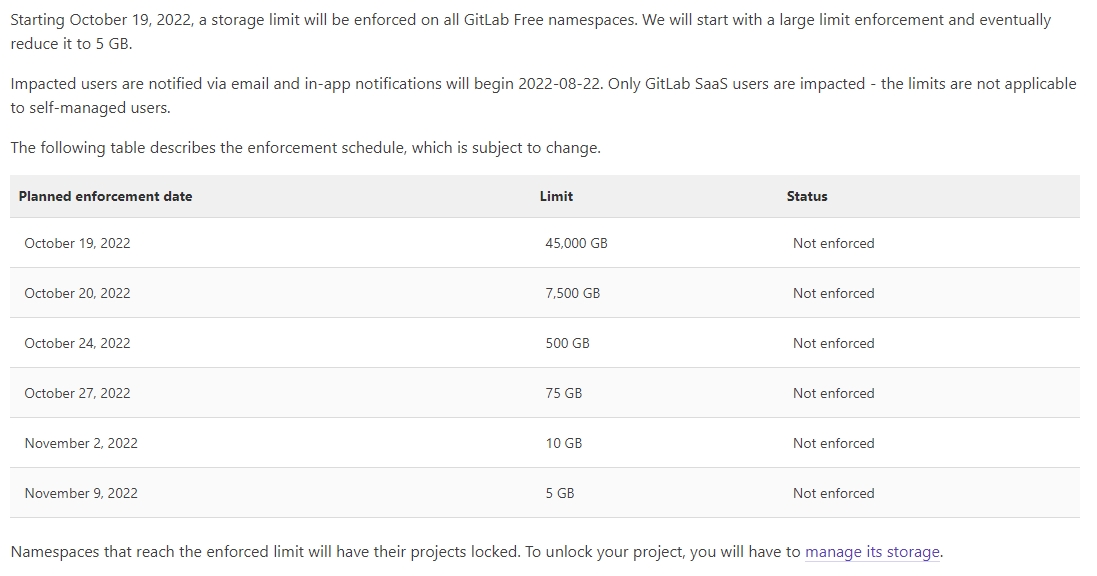 Starting October 19, 2022, a storage limit will be enforced on all GitLab Free namespaces. We will start with a large limit enforcement and eventually
reduce it to 5 GB.
Impacted users are notified via email and in-app notifications will begin 2022-08-22. Only GitLab SaaS users are impacted - the limits are not applicable
to self-managed users.
The following table describes the enforcement schedule, which is subject to change.
Planned enforcement date Limit Status
October 19, 2022 45,000 GB Not enforced
October 20, 2022 7,500 GB Not enforced
October 24, 2022 500 GB Not enforced
October 27, 2022 75 GB Not enforced
November 2, 2022 10 GB Not enforced
November 9, 2022 5 GB Not enforced
Namespaces that reach the enforced limit will have their projects locked. To unlock your project, you will have to manage its storage.